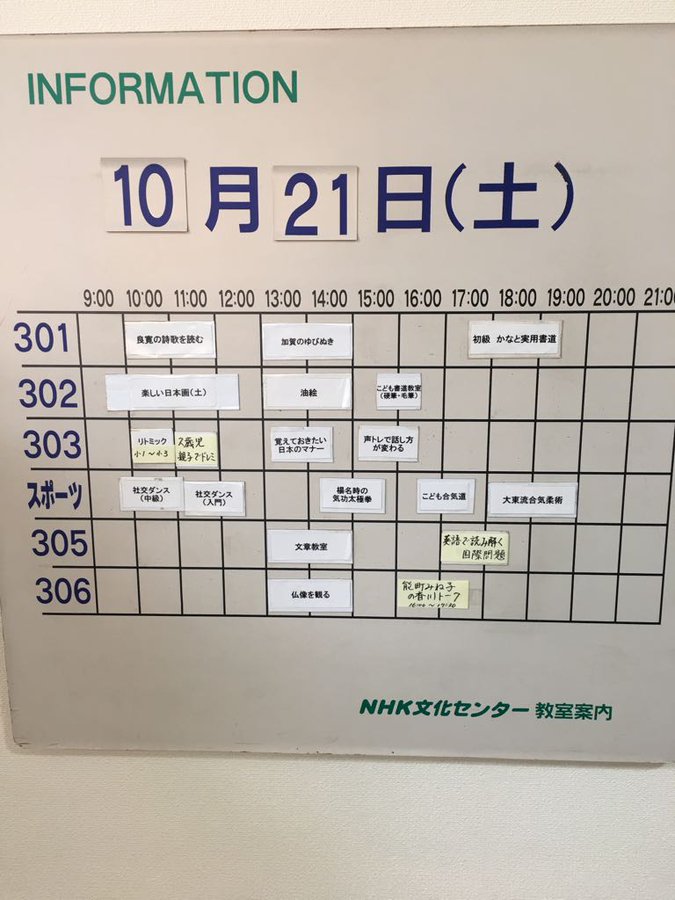 INFORMATION
10月21日(土)
9:00 10:00 11:00 12:00 13:00 14:00 15:00 16:00 17:00 18:00 19:00 20:00 21:00
301 良寛の詩歌を読む 加賀のゆびぬき 初級 かなと実用書道
302 楽しい日本画(土) 油絵 こども書道教室
(硬筆・毛筆)
303 リトミック
小1〜小3
2歳児
親子でドレミ
覚えておきたい
日本のマナー
声トレで話し方
が変わる
スポーツ 社交ダンス
(中級)
社交ダンス
(入門)
楊名時の
気功太極拳
こども合気道 大東流合気柔術
305 文章教室 英語で読み解く
国際問題
306 仏像を観る 能町みね子
の香川トーク
NHK文化センター 教室案内